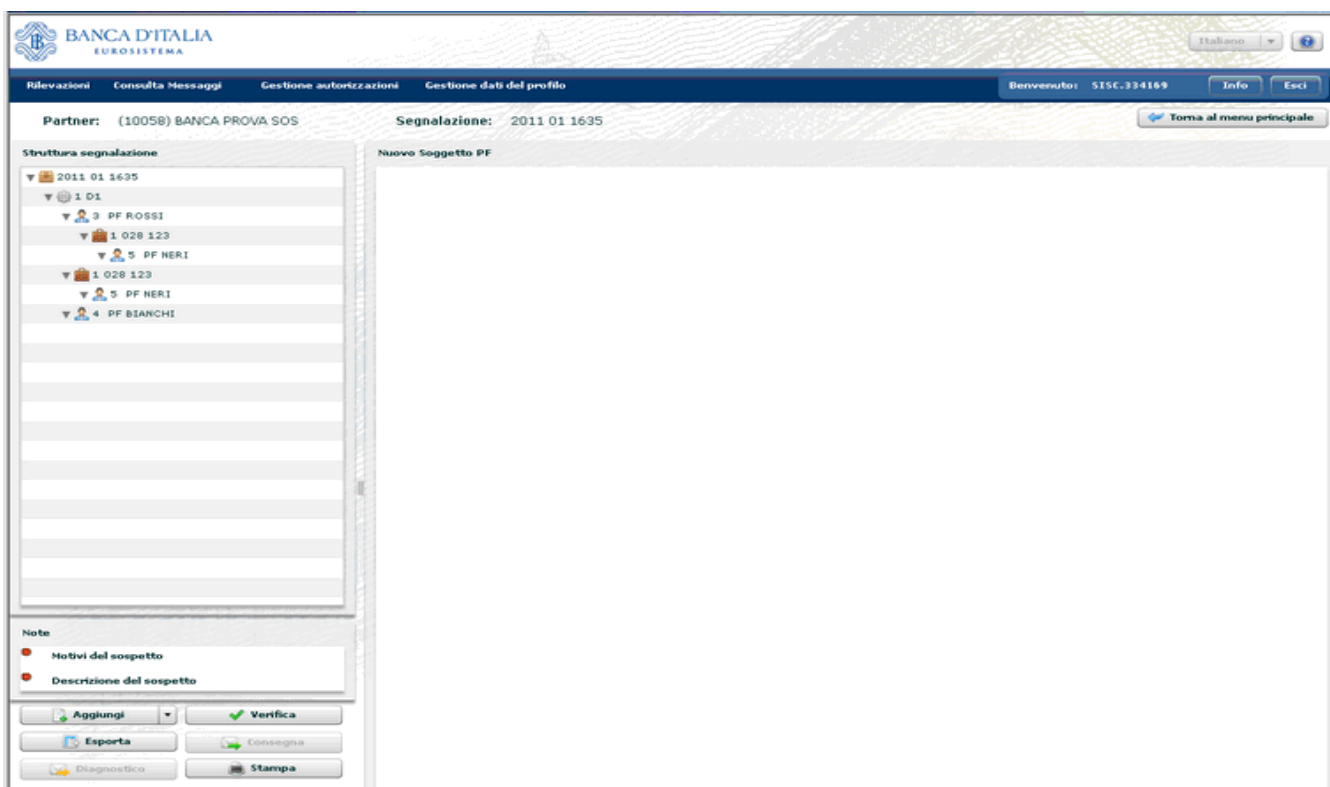 BANCA D'ITALIA
EUROSISTEMA
Italiano
Rilevazioni Consulta Messaggi Gestione autorizzazioni Gestione dati del profilo Benvenuto: SISC.334169 Info Esci
Partner: (10058) BANCA PROVA SOS Segnalazione: 2011 01 1635 Torna al menu principale
Struttura segnalazione Nuovo Soggetto PF
2011 01 1635
1 D1
3 PF ROSSI
1 028 123
5 PF NERI
1 028 123
5 PF NERI
4 PF BIANCHI
Note
Motivi del sospetto
Descrizione del sospetto
Aggiungi Verifica
Esporta Consegna
Diagnostico Stampa